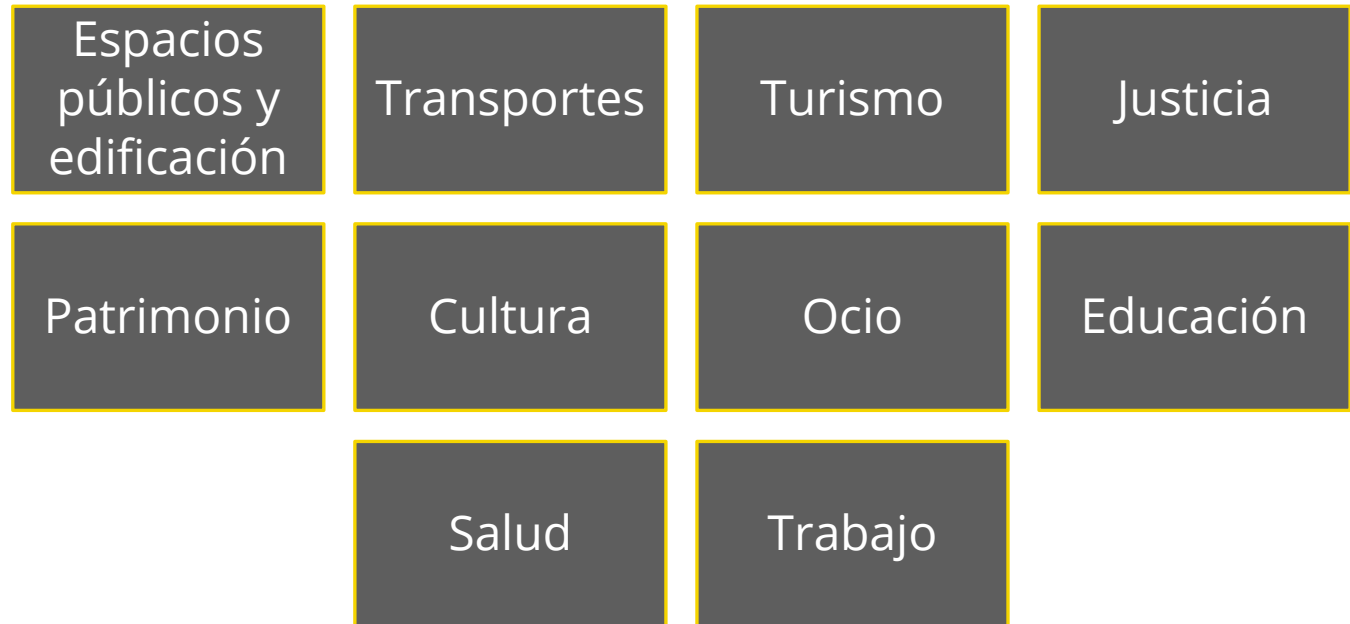 Espacios
públicos y
edificación
Transportes
Turismo
Justicia
Patrimonio
Cultura
Ocio
Educación
Salud
Trabajo